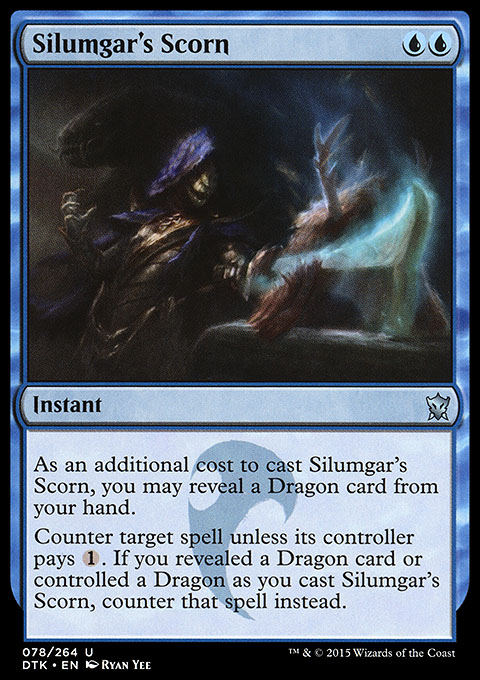 Silumgar's Scorn
Instant
As an additional cost to cast Silumgar's
Scorn, you may reveal a Dragon card from
your hand.
Counter target spell unless its controller
pays 1. If you revealed a Dragon card or
controlled a Dragon as you cast Silumgar's
Scorn, counter that spell instead.
078/264 U
DTK • EN Ryan Yee
™ & © 2015 Wizards of the Coast